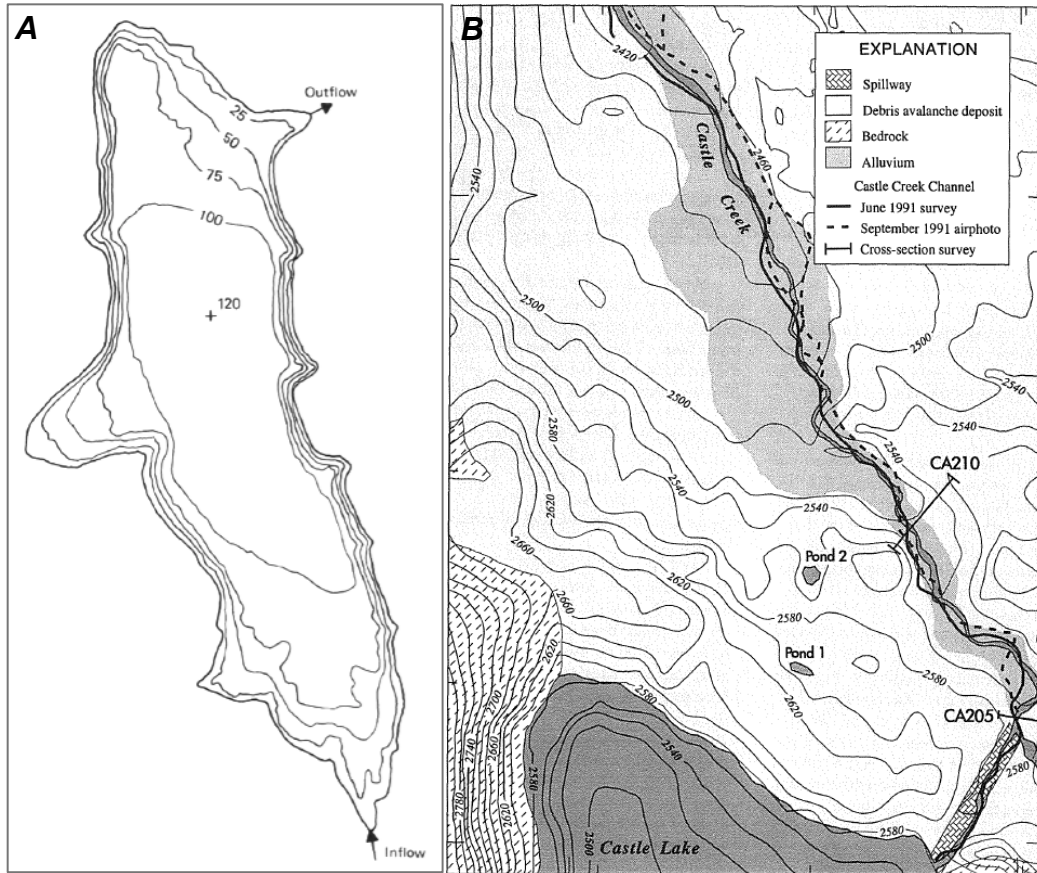 A
Outflow
25
50
75
100
120
Inflow
B
EXPLANATION
Spillway
Debris avalanche deposit
Bedrock
Alluvium
Castle Creek Channel
June 1991 survey
September 1991 airphoto
Cross-section survey
2420
Castle
Creek
2460
2540
2500
2500
2540
2500
2580
2540
2540
CA210
2540
2620
2660
Pond 2
2620
2580
2660
Pond 1
2620
2580
2580
2620
CA205
2700
2660
2740
2580
2540
2580
2780
2620
2580
2500
Castle Lake